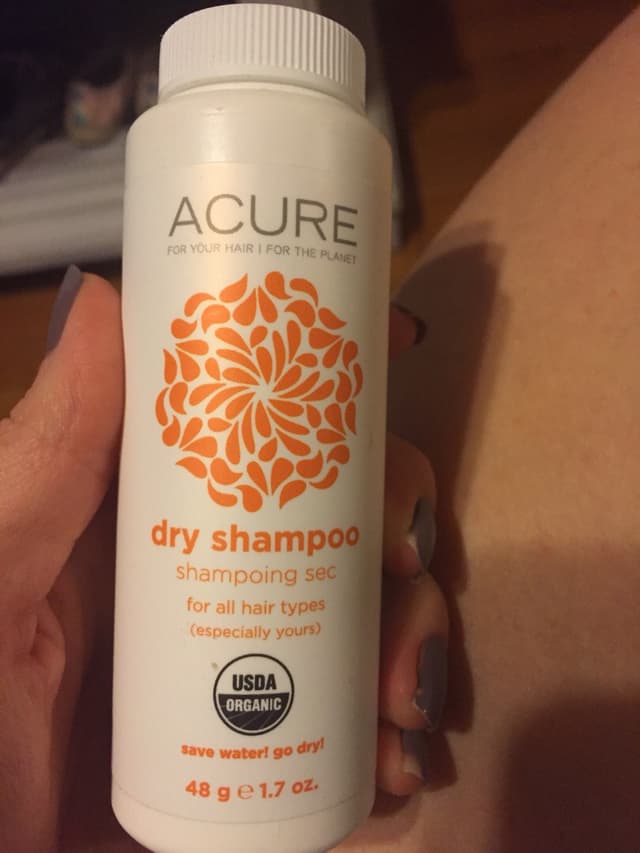 ACURE
FOR YOUR HAIR | FOR THE PLANET
dry shampoo
shampoing sec
for all hair types
(especially yours)
USDA
ORGANIC
save water! go dry!
48 g e 1.7 oz.